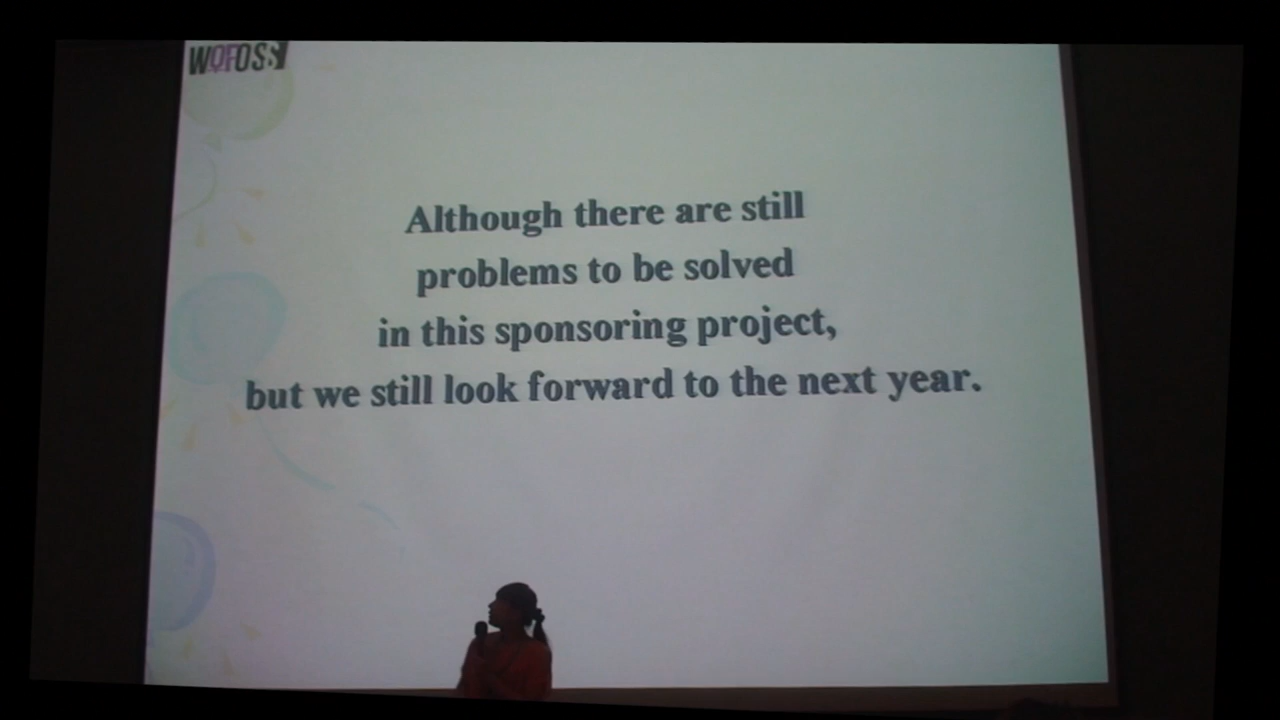 WOFOSS
Although there are still
problems to be solved
in this sponsoring project,
but we still look forward to the next year.